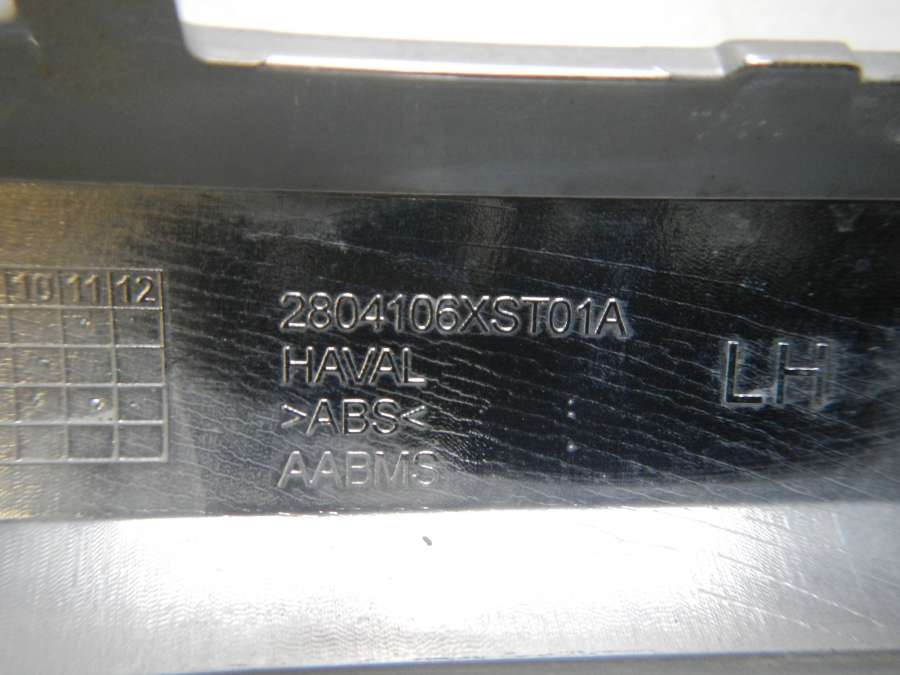 10 11 12
2804106XST01A
HAVAL
>ABS<
AABMS
LH